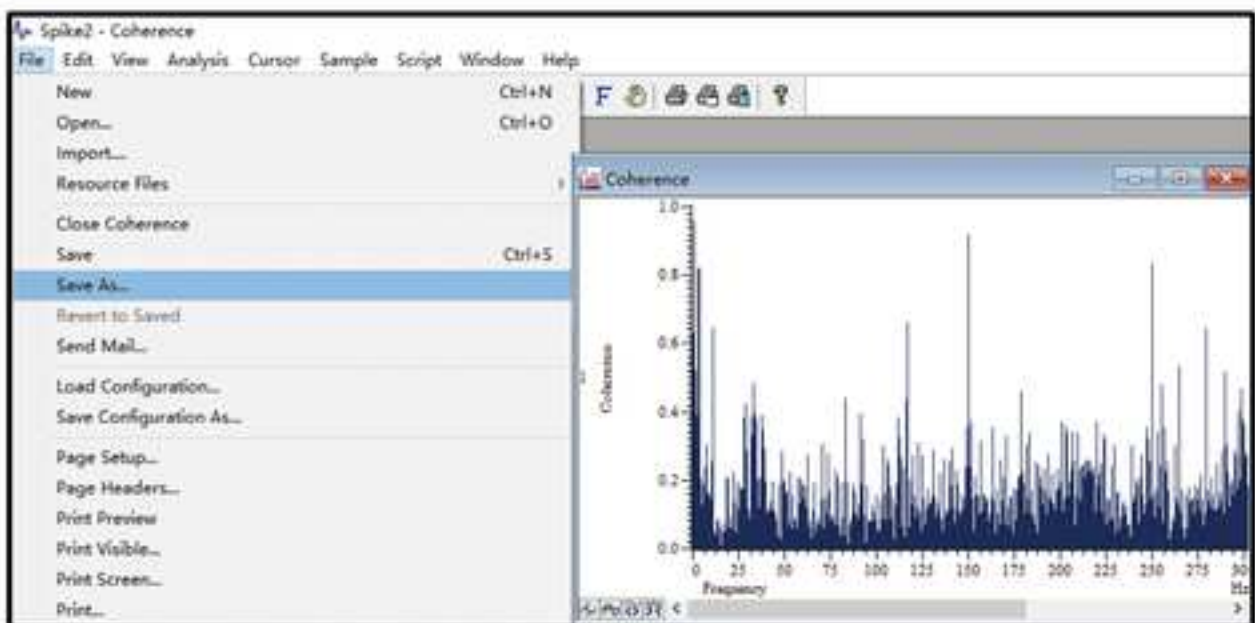 Spike2 - Coherence
File Edit View Analysis Cursor Sample Script Window Help
New Ctrl+N
Open... Ctrl+O
Import...
Resource Files
Close Coherence
Save Ctrl+S
Save As...
Revert to Saved
Send Mail...
Load Configuration...
Save Configuration As...
Page Setup...
Page Headers...
Print Preview
Print Visible...
Print Screen...
Print...
F
Coherence
1.0
0.8
0.6
0.4
0.2
0.0
Coherence
0 25 50 75 100 125 150 175 200 225 250 275 300
Frequency Hz